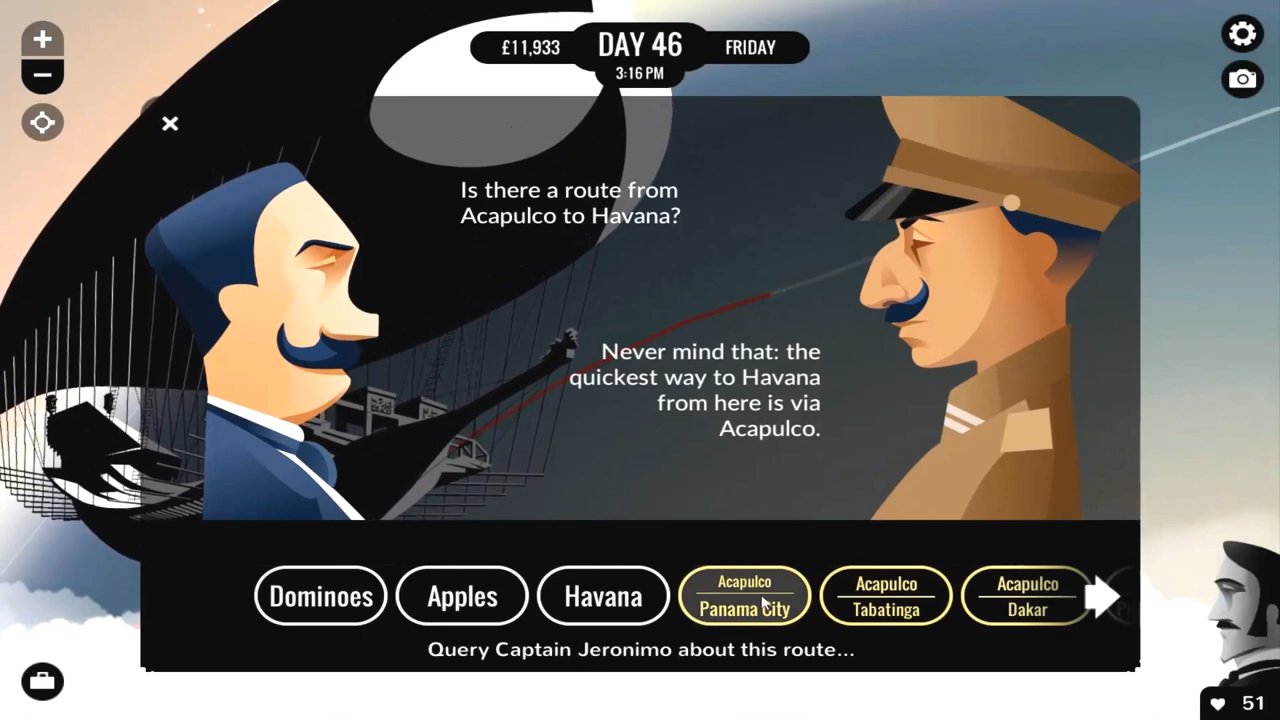 £11,933
DAY 46
FRIDAY
3:16 PM
Is there a route from
Acapulco to Havana?
Never mind that: the
quickest way to Havana
from here is via
Acapulco.
Dominoes
Apples
Havana
Acapulco
Panama City
Acapulco
Tabatinga
Acapulco
Dakar
Query Captain Jeronimo about this route...
51